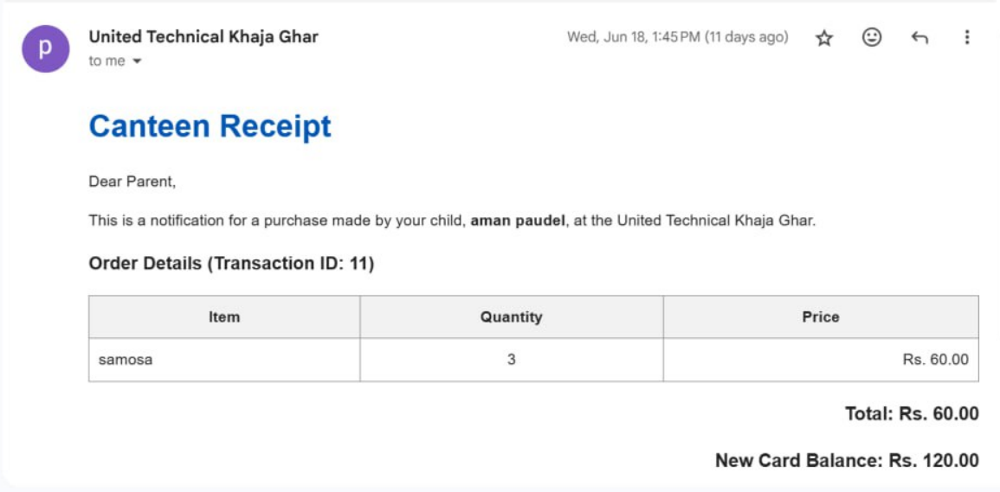 p
United Technical Khaja Ghar
Wed, Jun 18, 1:45 PM (11 days ago)
to me
Canteen Receipt
Dear Parent,
This is a notification for a purchase made by your child, aman paudel, at the United Technical Khaja Ghar.
Order Details (Transaction ID: 11)
Item Quantity Price
samosa 3 Rs. 60.00
Total: Rs. 60.00
New Card Balance: Rs. 120.00